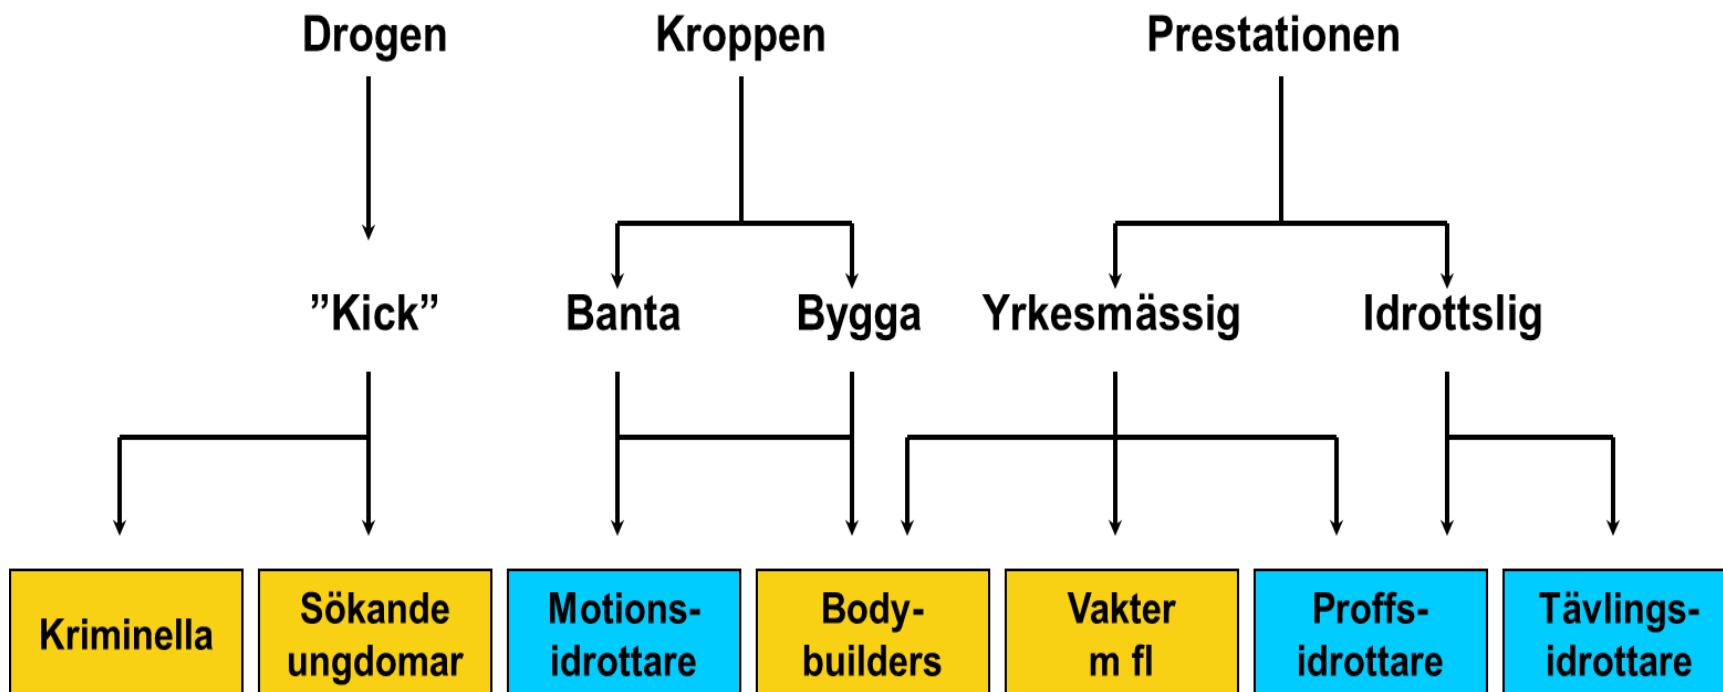 Drogen
Kroppen
Prestationen
”Kick”
Banta
Bygga
Yrkesmässig
Idrottslig
Kriminella
Sökande
ungdomar
Motions-
idrottare
Body-
builders
Vakter
m fl
Proffs-
idrottare
Tävlings-
idrottare